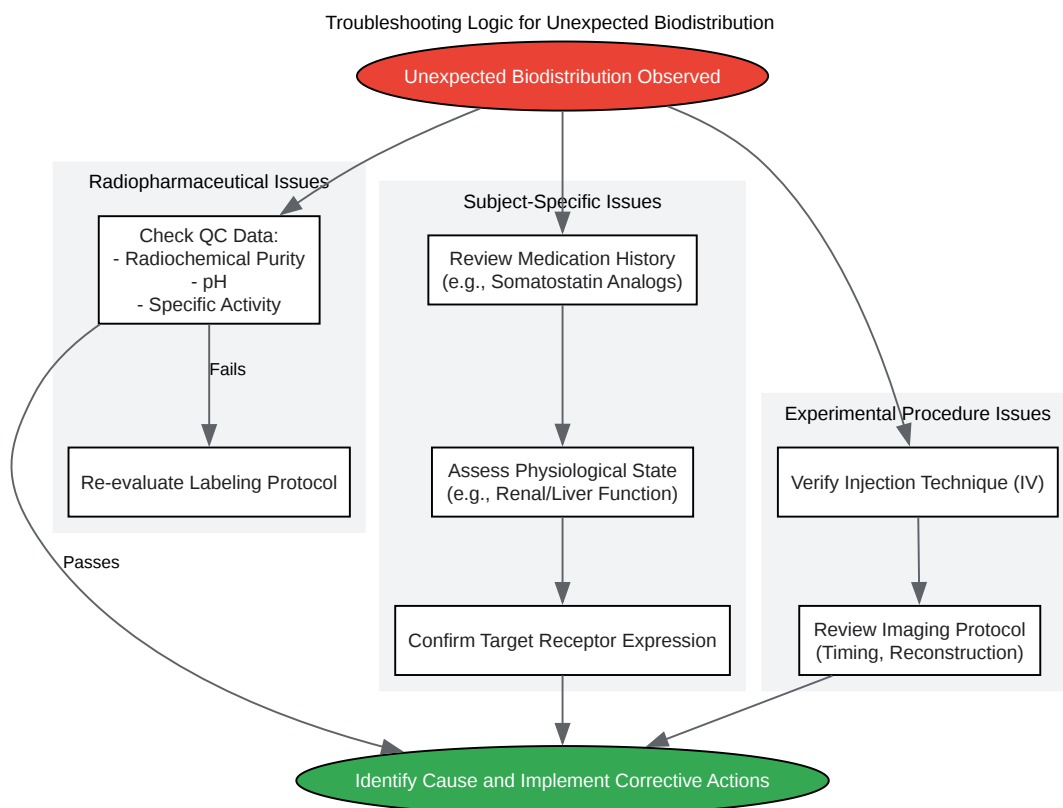 Troubleshooting Logic for Unexpected Biodistribution
Unexpected Biodistribution Observed
Radiopharmaceutical Issues
Check QC Data:
- Radiochemical Purity
- pH
- Specific Activity
Fails
Re-evaluate Labeling Protocol
Passes
Subject-Specific Issues
Review Medication History
(e.g., Somatostatin Analogs)
Assess Physiological State
(e.g., Renal/Liver Function)
Confirm Target Receptor Expression
Experimental Procedure Issues
Verify Injection Technique (IV)
Review Imaging Protocol
(Timing, Reconstruction)
Identify Cause and Implement Corrective Actions